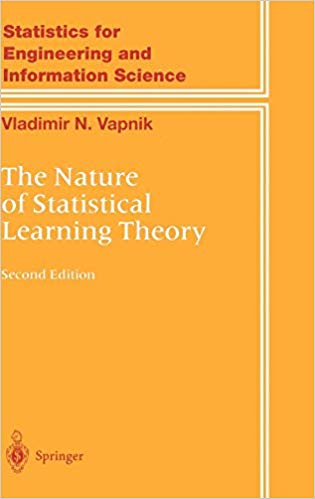 Statistics for
Engineering and
Information Science
Vladimir N. Vapnik
The Nature
of Statistical
Learning Theory
Second Edition
Springer